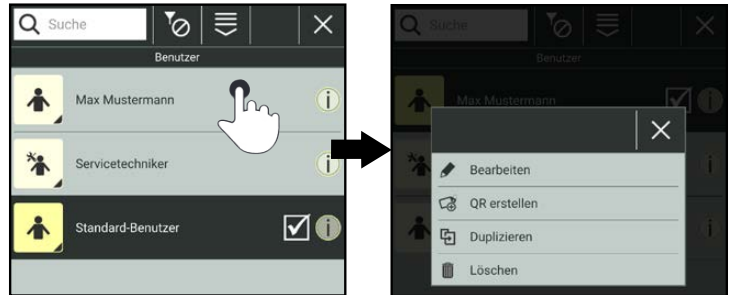 Suche
Benutzer
Max Mustermann
Servicetechniker
Standard-Benutzer
Suche
Benutzer
Max Mustermann
Bearbeiten
QR erstellen
Duplizieren
Löschen